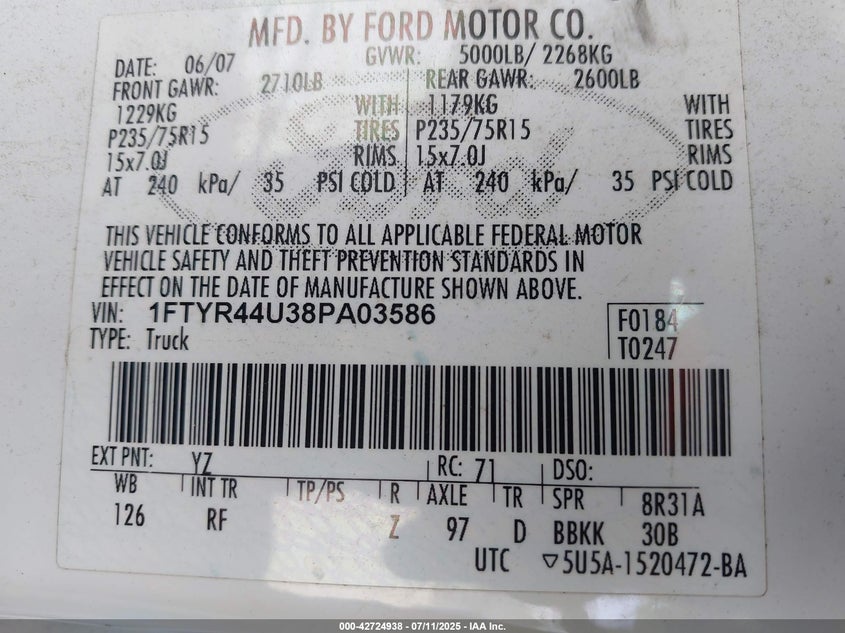 MFD. BY FORD MOTOR CO.
DATE: 06/07 GVWR: 5000LB/ 2268KG
FRONT GAWR: 2710LB REAR GAWR: 2600LB
1229KG WITH 1179KG WITH
P235/75R15 TIRES P235/75R15 TIRES
15x7.0J RIMS 15x7.0J RIMS
AT 240 kPa/ 35 PSI COLD AT 240 kPa/ 35 PSI COLD
THIS VEHICLE CONFORMS TO ALL APPLICABLE FEDERAL MOTOR
VEHICLE SAFETY AND THEFT PREVENTION STANDARDS IN
EFFECT ON THE DATE OF MANUFACTURE SHOWN ABOVE.
VIN: 1FTYR44U38PA03586 F0184
TYPE: Truck T0247
EXT PNT: YZ RC: 71 DSO:
WB INT TR TP/PS R AXLE TR SPR 8R31A
126 RF Z 97 D BBKK 30B
UTC ▽5U5A-1520472-BA
000-42724938 - 07/11/2025 - IAA Inc.